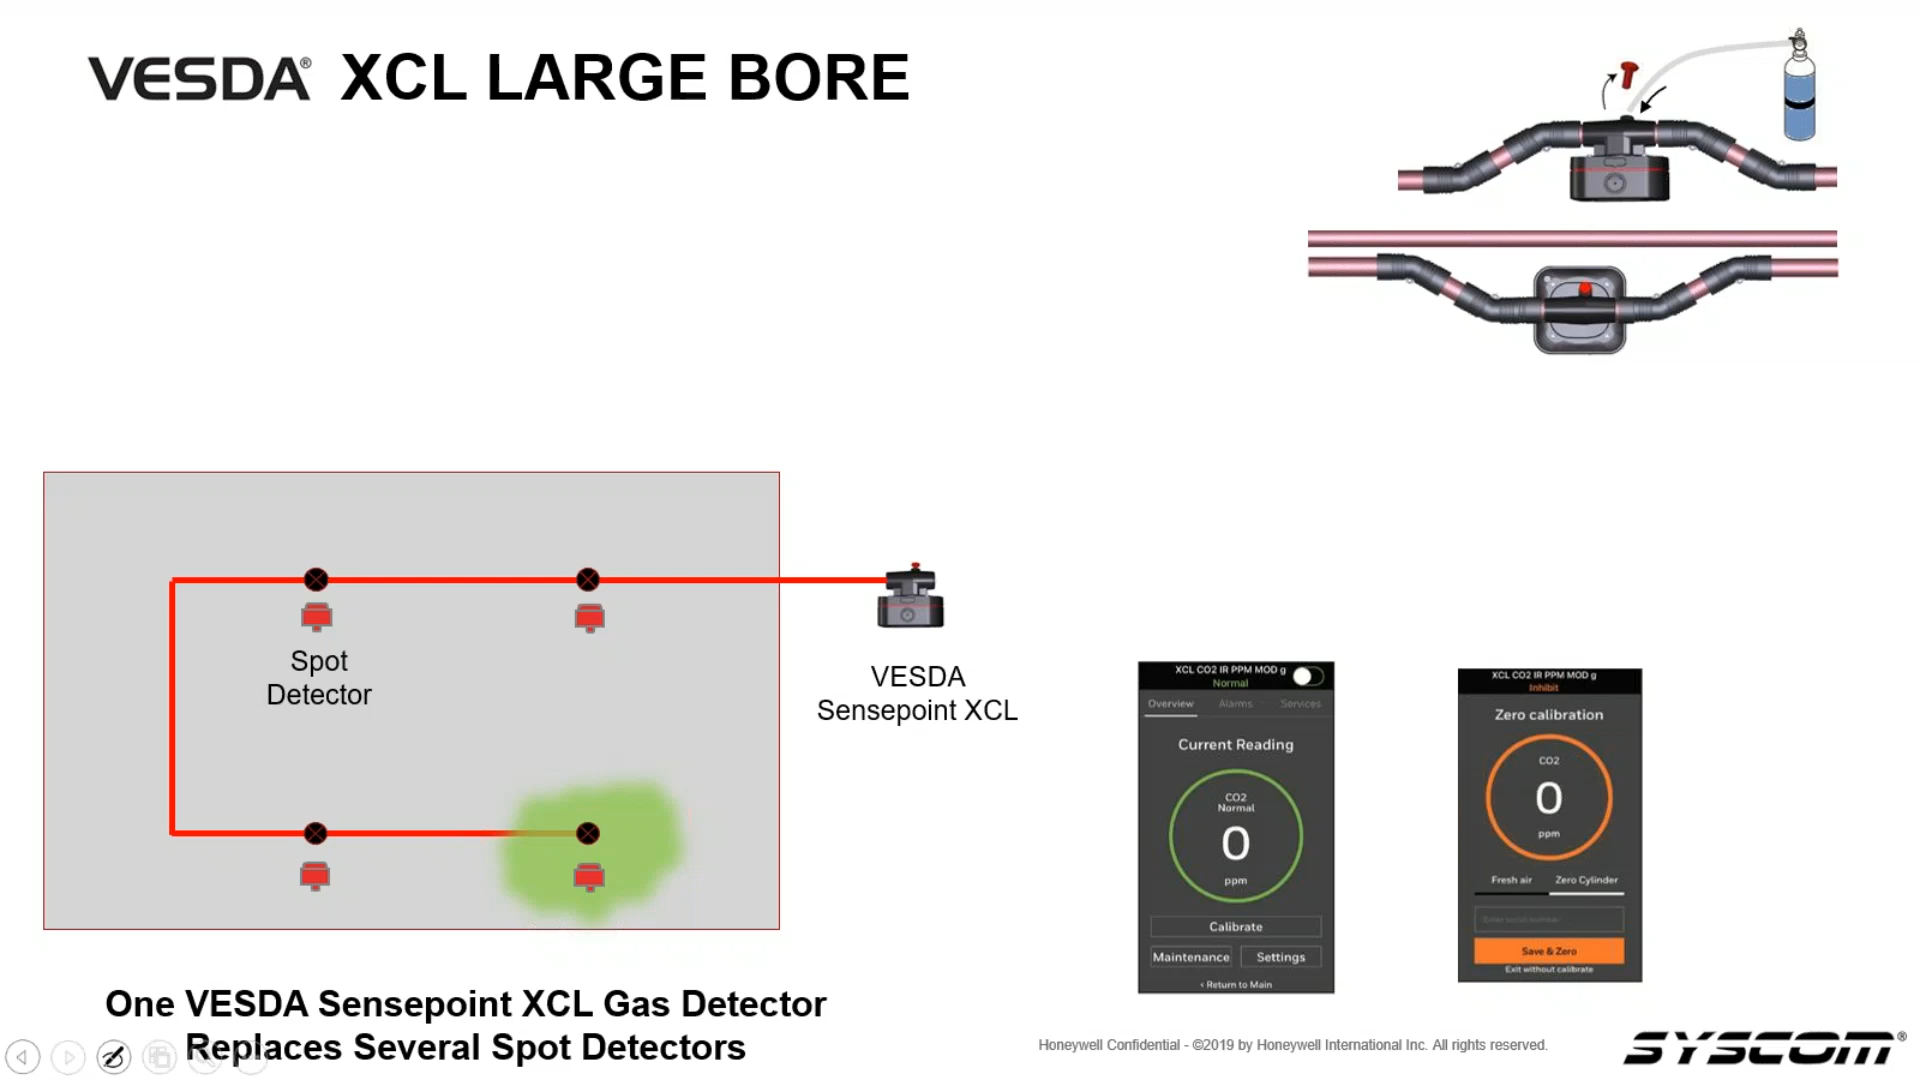 VESDA® XCL LARGE BORE
Spot
Detector
VESDA
Sensepoint XCL
One VESDA Sensepoint XCL Gas Detector
Replaces Several Spot Detectors
XCL CO2 IR PPM MOD g
Normal
Overview Alarms Services
Current Reading
CO2
Normal
0
ppm
Calibrate
Maintenance Settings
< Return to Main
XCL CO2 IR PPM MOD g
Inhibit
Zero calibration
CO2
0
ppm
Fresh air Zero Cylinder
Enter serial number
Save & Zero
Exit without calibrate
Honeywell Confidential - ©2019 by Honeywell International Inc. All rights reserved.
SYSCOM®